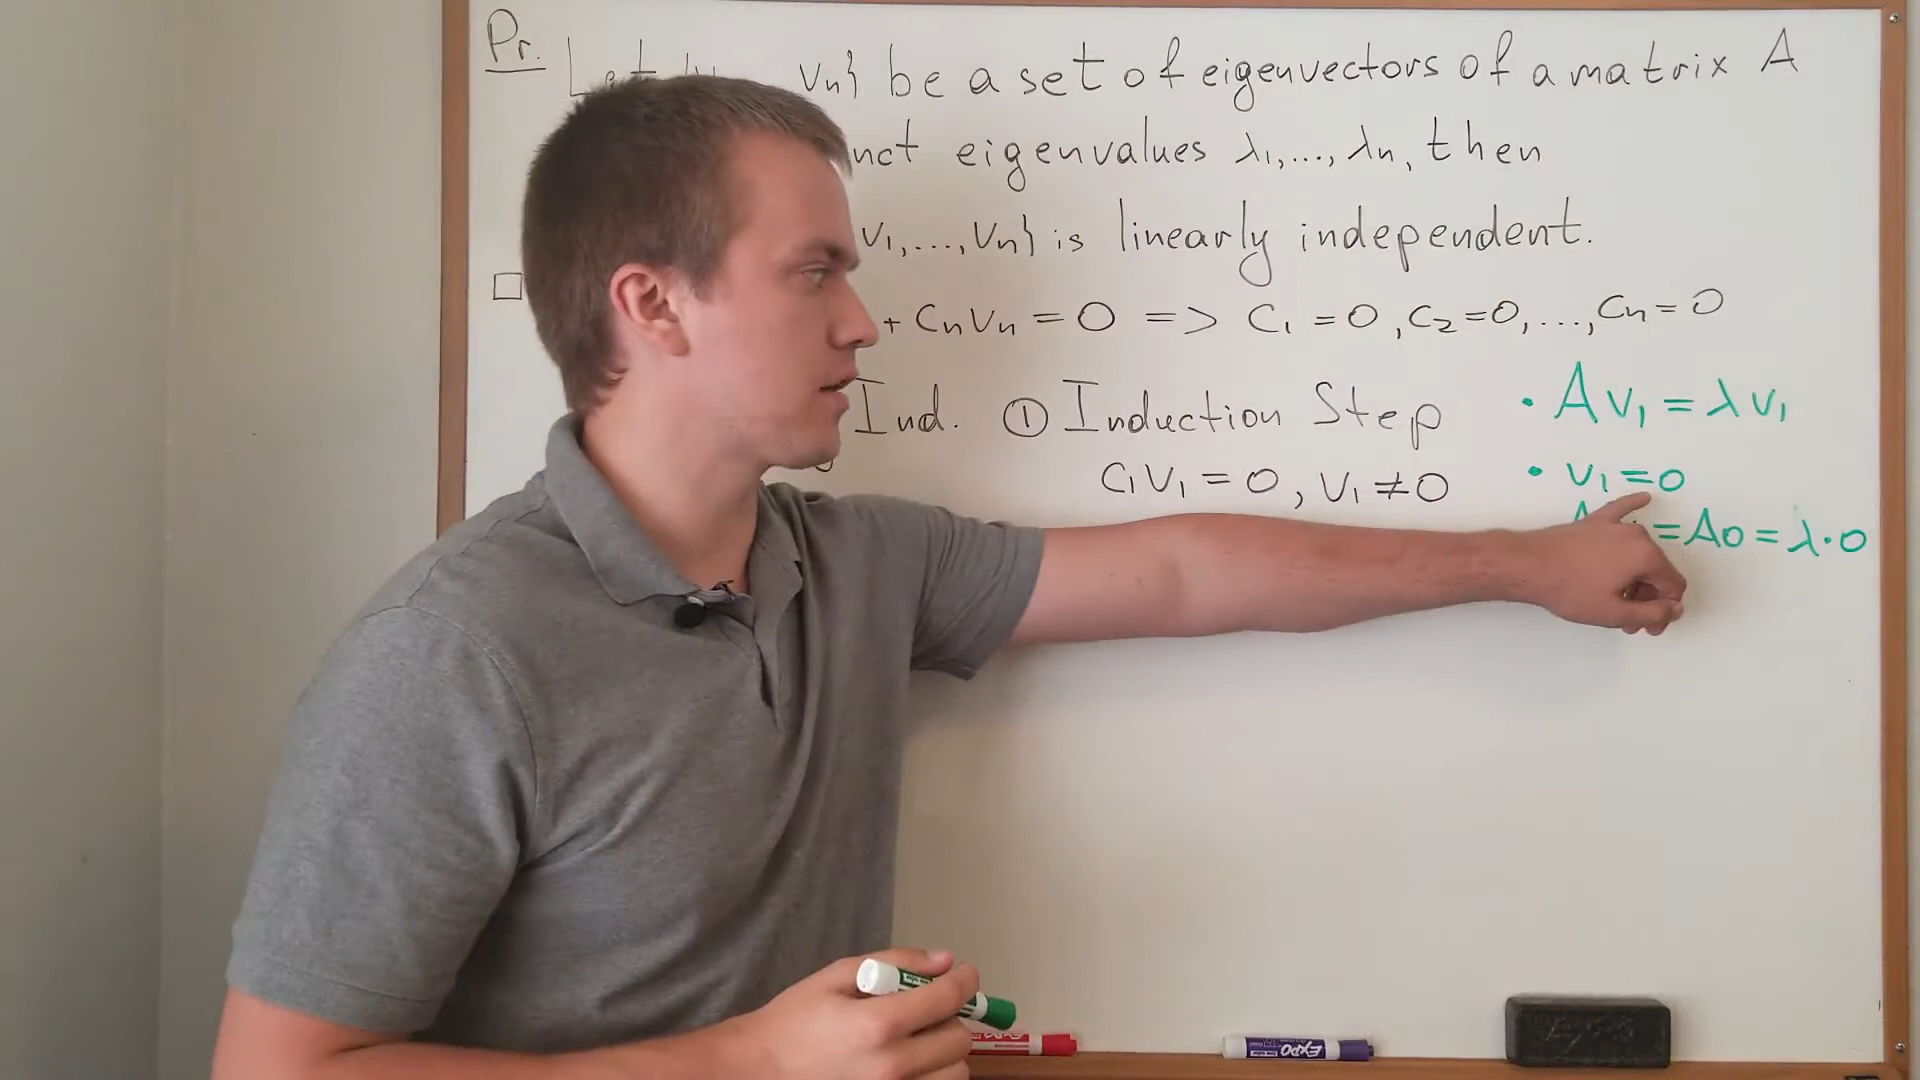 Pr. Let vn} be a set of eigenvectors of a matrix A
nct eigenvalues λ1,..., λn, then
v1,...,vn} is linearly independent.
+ cnvn = 0 => c1 = 0, c2=0,...,cn=0
Ind. ① Induction Step
c1v1 = 0, v1 ≠ 0
• Av1 = λv1
• v1=0
=A0=λ·0
EXPO